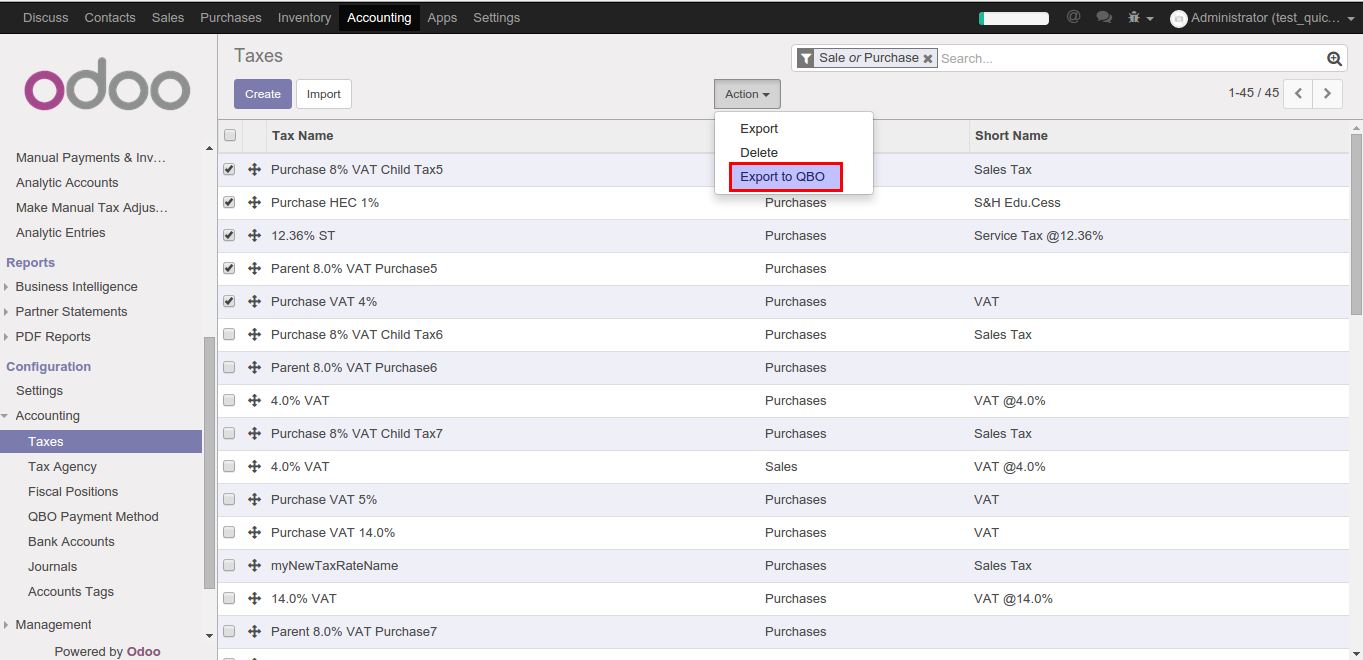 Discuss Contacts Sales Purchases Inventory Accounting Apps Settings @ Administrator (test_quic...
odoo
Manual Payments & Inv...
Analytic Accounts
Make Manual Tax Adjus...
Analytic Entries
Reports
Business Intelligence
Partner Statements
PDF Reports
Configuration
Settings
Accounting
Taxes
Tax Agency
Fiscal Positions
QBO Payment Method
Bank Accounts
Journals
Accounts Tags
Management
Powered by Odoo
Taxes
Sale or Purchase Search...
Create Import Action 1-45 / 45
Export
Delete
Export to QBO
Tax Name Short Name
Purchase 8% VAT Child Tax5 Sales Tax
Purchase HEC 1% Purchases S&H Edu.Cess
12.36% ST Purchases Service Tax @12.36%
Parent 8.0% VAT Purchase5 Purchases
Purchase VAT 4% Purchases VAT
Purchase 8% VAT Child Tax6 Purchases Sales Tax
Parent 8.0% VAT Purchase6 Purchases
4.0% VAT Purchases VAT @4.0%
Purchase 8% VAT Child Tax7 Purchases Sales Tax
4.0% VAT Sales VAT @4.0%
Purchase VAT 5% Purchases VAT
Purchase VAT 14.0% Purchases VAT
myNewTaxRateName Purchases Sales Tax
14.0% VAT Purchases VAT @14.0%
Parent 8.0% VAT Purchase7 Purchases